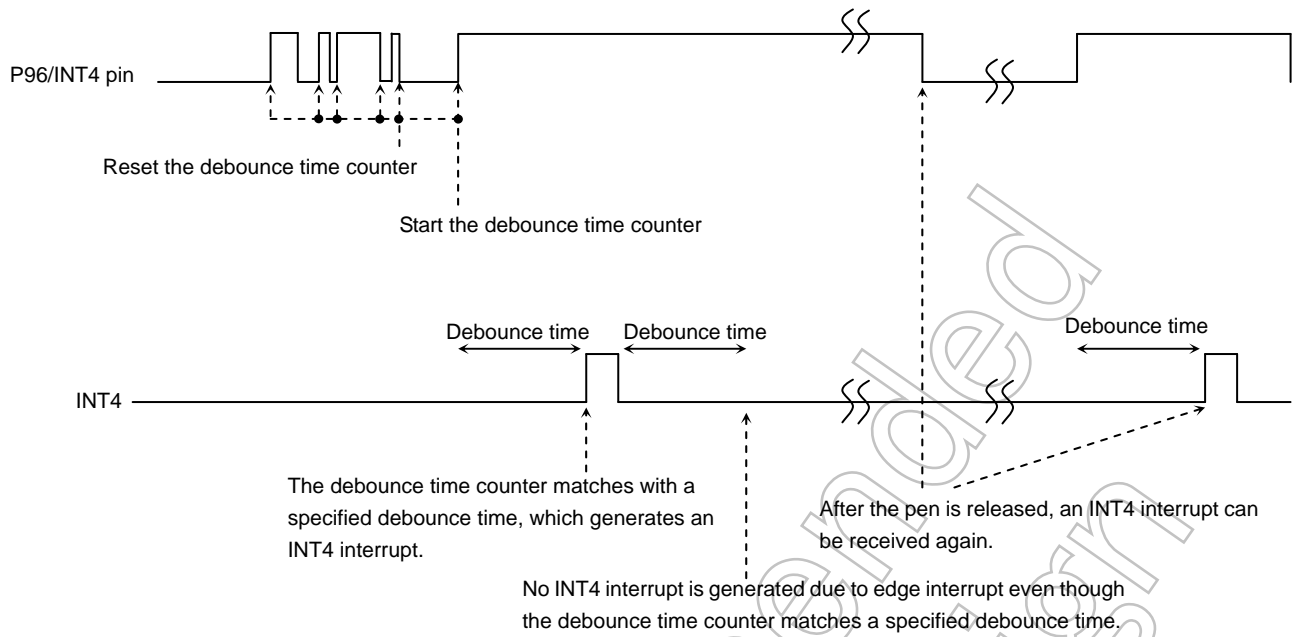 P96/INT4 pin
Reset the debounce time counter
Start the debounce time counter
Debounce time
Debounce time
Debounce time
INT4
The debounce time counter matches with a
specified debounce time, which generates an
INT4 interrupt.
After the pen is released, an INT4 interrupt can
be received again.
No INT4 interrupt is generated due to edge interrupt even though
the debounce time counter matches a specified debounce time.